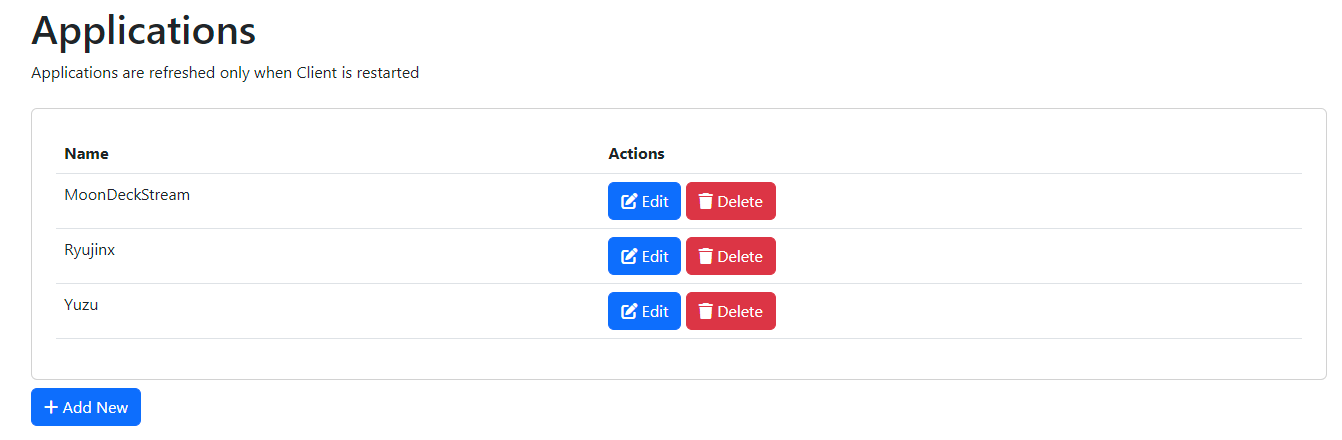 Applications
Applications are refreshed only when Client is restarted
Name Actions
MoonDeckStream Edit Delete
Ryujinx Edit Delete
Yuzu Edit Delete
+ Add New